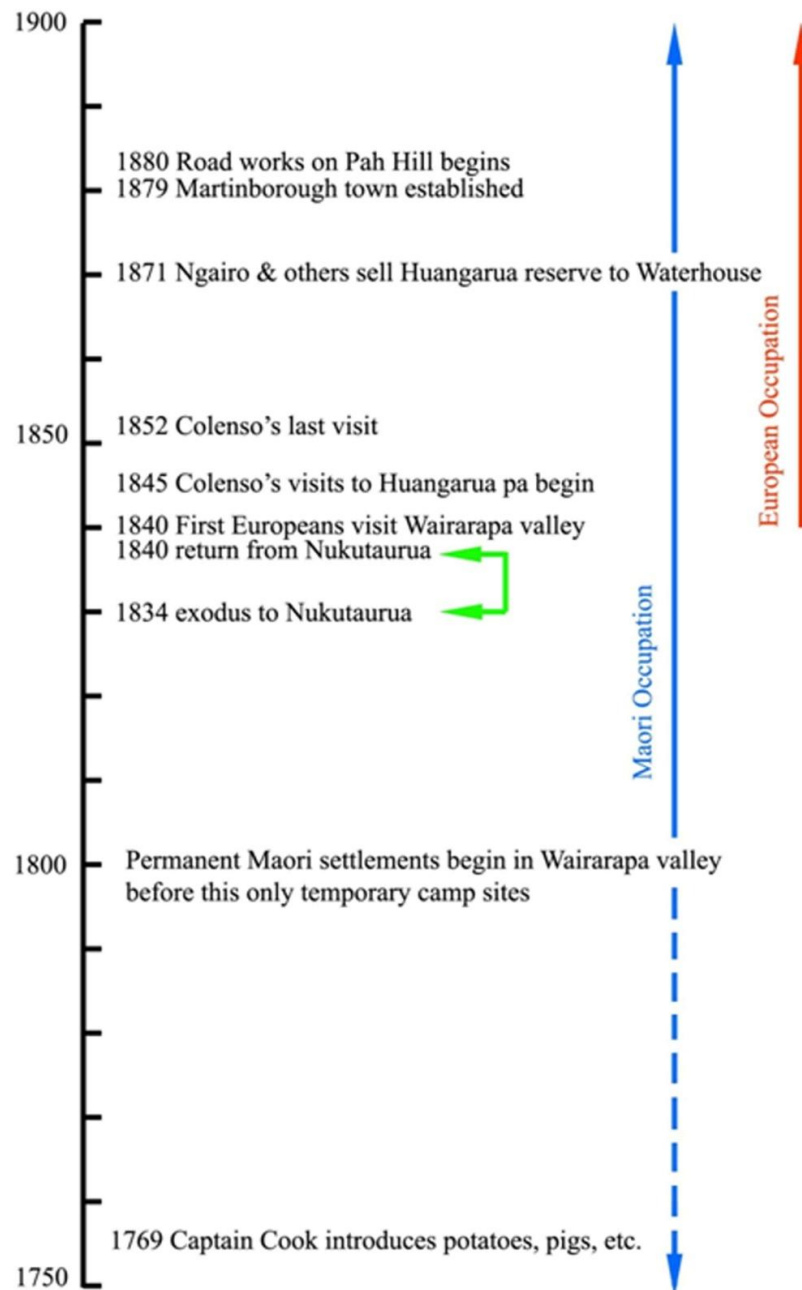 1900
1880 Road works on Pah Hill begins
1879 Martinborough town established
1871 Ngairo & others sell Huangarua reserve to Waterhouse
European Occupation
1850
1852 Colenso’s last visit
1845 Colenso’s visits to Huangarua pa begin
1840 First Europeans visit Wairarapa valley
1840 return from Nukutaurua
1834 exodus to Nukutaurua
Maori Occupation
1800
Permanent Maori settlements begin in Wairarapa valley
before this only temporary camp sites
1769 Captain Cook introduces potatoes, pigs, etc.
1750